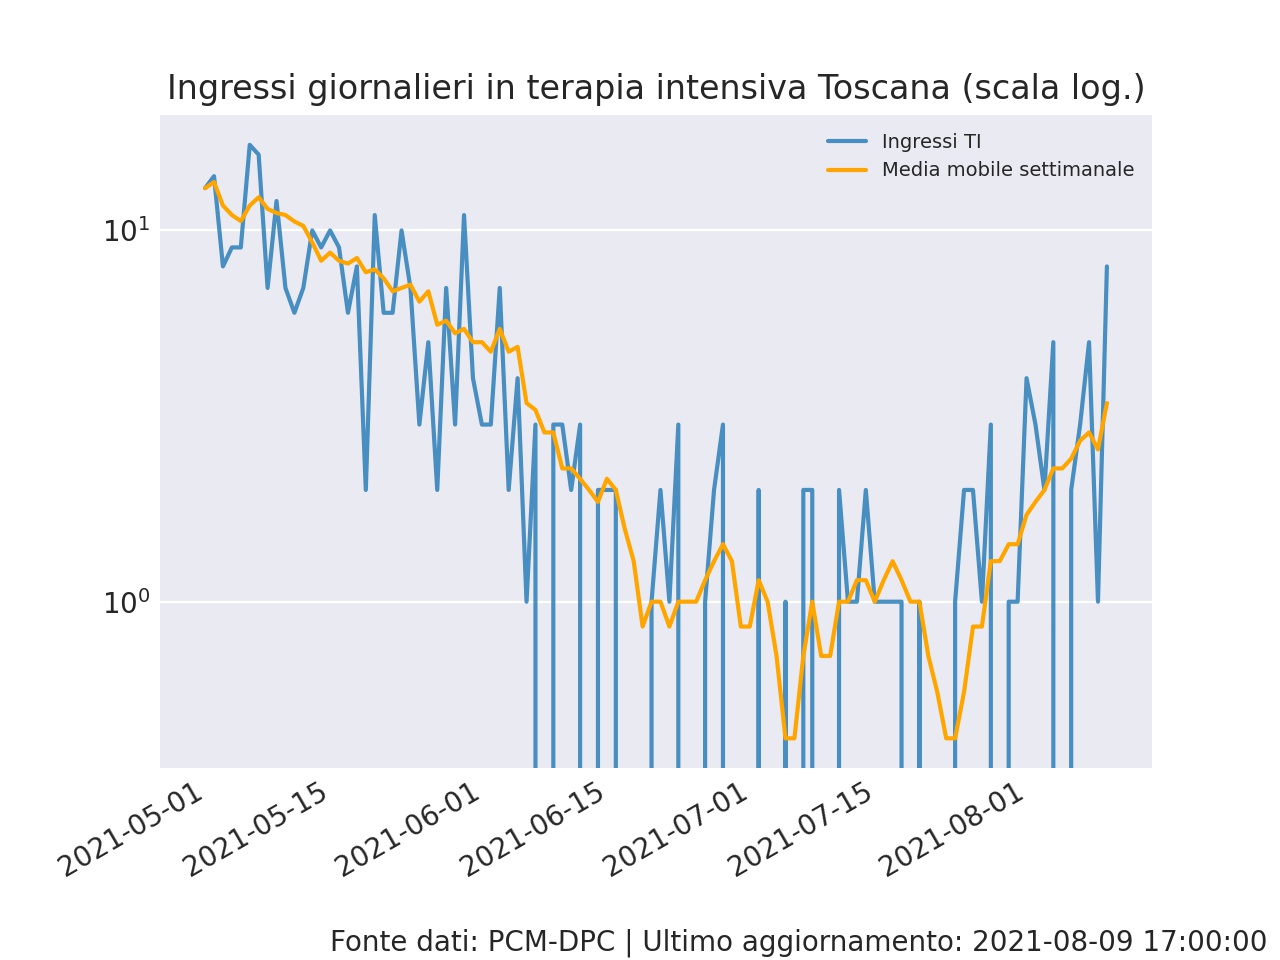 Ingressi giornalieri in terapia intensiva Toscana (scala log.)
Ingressi TI
Media mobile settimanale
10¹
10⁰
2021-05-01
2021-05-15
2021-06-01
2021-06-15
2021-07-01
2021-07-15
2021-08-01
Fonte dati: PCM-DPC | Ultimo aggiornamento: 2021-08-09 17:00:00